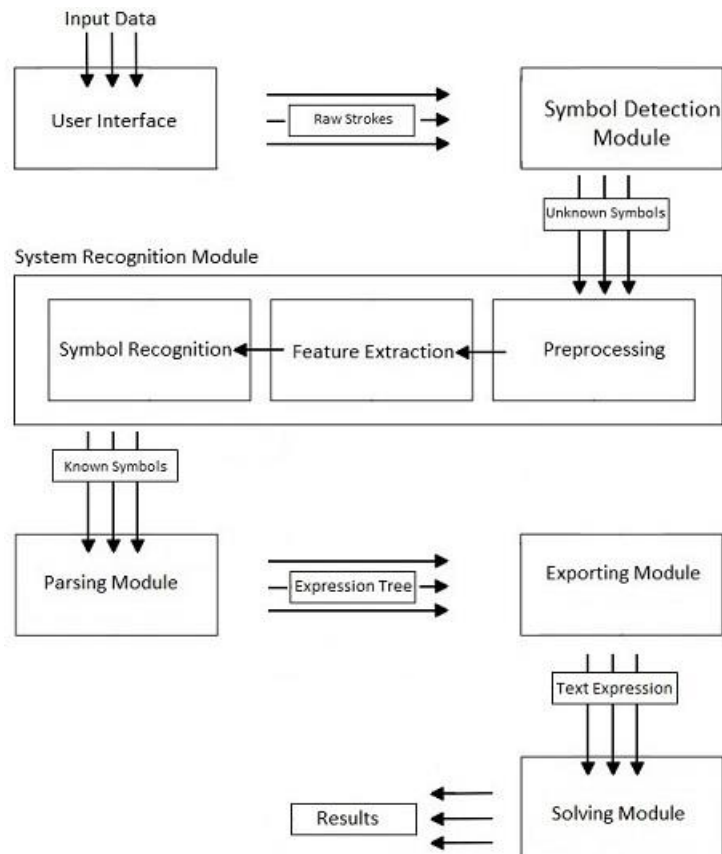 Input Data
User Interface
Raw Strokes
Symbol Detection
Module
Unknown Symbols
System Recognition Module
Symbol Recognition
Feature Extraction
Preprocessing
Known Symbols
Parsing Module
Expression Tree
Exporting Module
Text Expression
Results
Solving Module